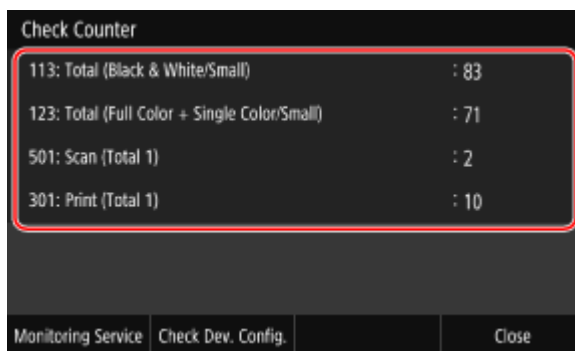 Check Counter
113: Total (Black & White/Small) : 83
123: Total (Full Color + Single Color/Small) : 71
501: Scan (Total 1) : 2
301: Print (Total 1) : 10
Monitoring Service Check Dev. Config. Close